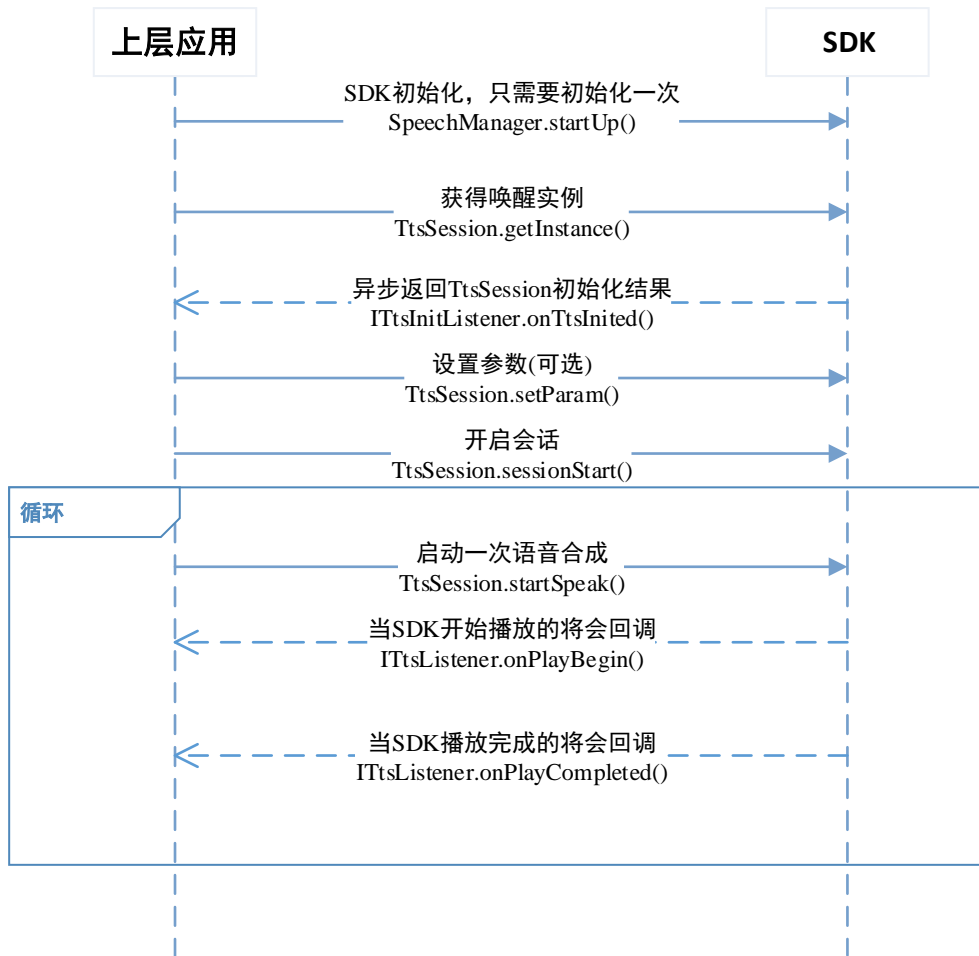 上层应用
SDK
SDK初始化，只需要初始化一次
SpeechManager.startUp()
获得唤醒实例
TtsSession.getInstance()
异步返回TtsSession初始化结果
ITtsInitListener.onTtsInited()
设置参数(可选)
TtsSession.setParam()
开启会话
TtsSession.sessionStart()
循环
启动一次语音合成
TtsSession.startSpeak()
当SDK开始播放的将会回调
ITtsListener.onPlayBegin()
当SDK播放完成的将会回调
ITtsListener.onPlayCompleted()